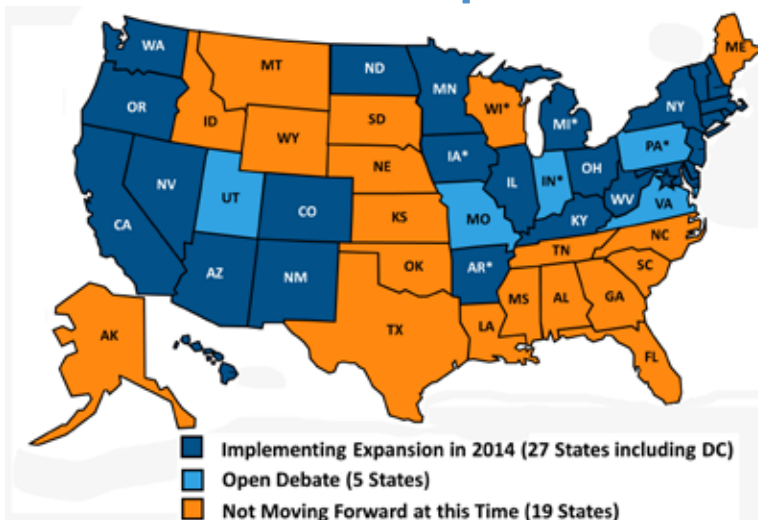 WA
MT
ND
MN
ME
OR
ID
SD
WI*
MI*
NY
WY
IA*
PA*
NE
NV
UT
CO
IL
IN*
OH
WV
VA
CA
KS
MO
KY
NC
TN
AZ
NM
OK
AR*
SC
MS
AL
GA
AK
TX
LA
FL
Implementing Expansion in 2014 (27 States including DC)
Open Debate (5 States)
Not Moving Forward at this Time (19 States)